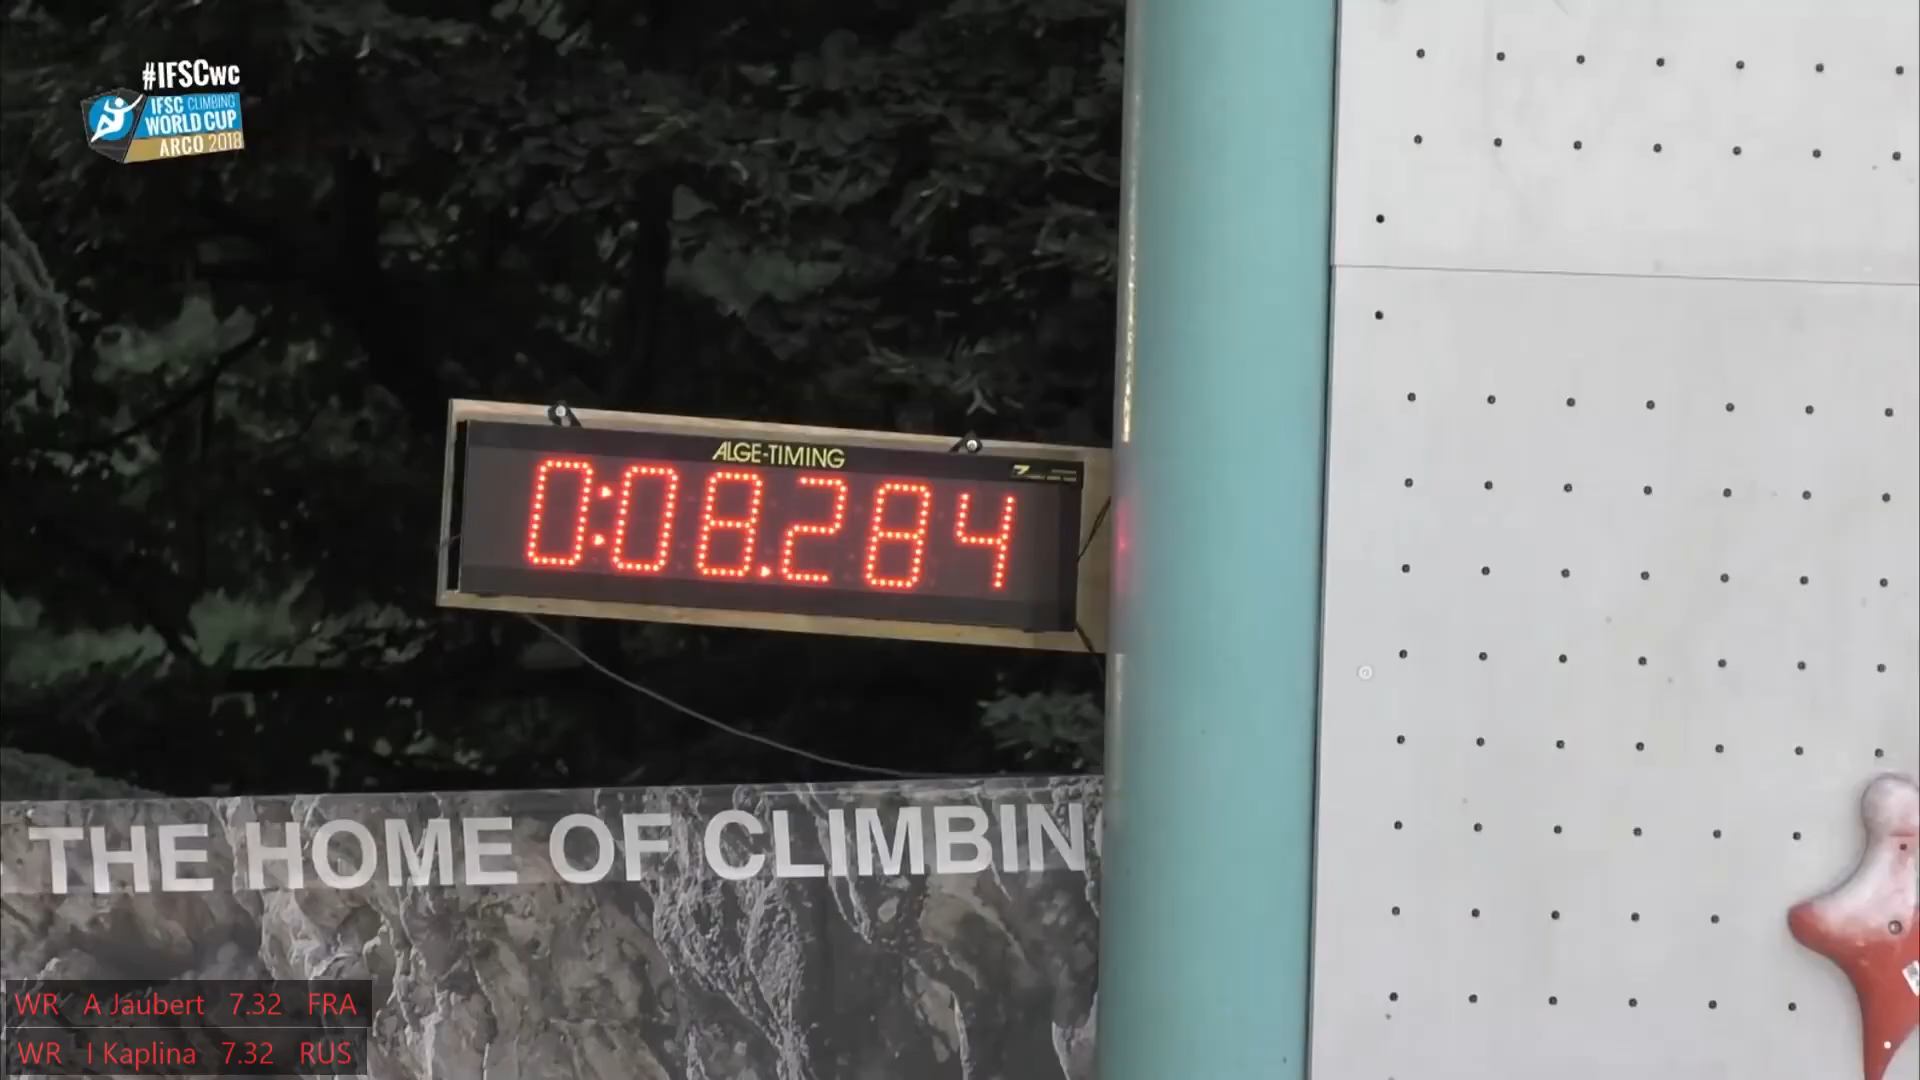 #IFSCwc
IFSC CLIMBING
WORLD CUP
ARCO 2018
ALGE-TIMING
0:08.284
THE HOME OF CLIMBIN
WR A Jaubert 7.32 FRA
WR I Kaplina 7.32 RUS